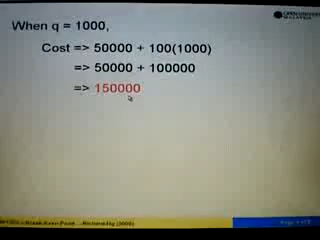 When q = 1000,
Cost => 50000 + 100(1000)
=> 50000 + 100000
=> 150000